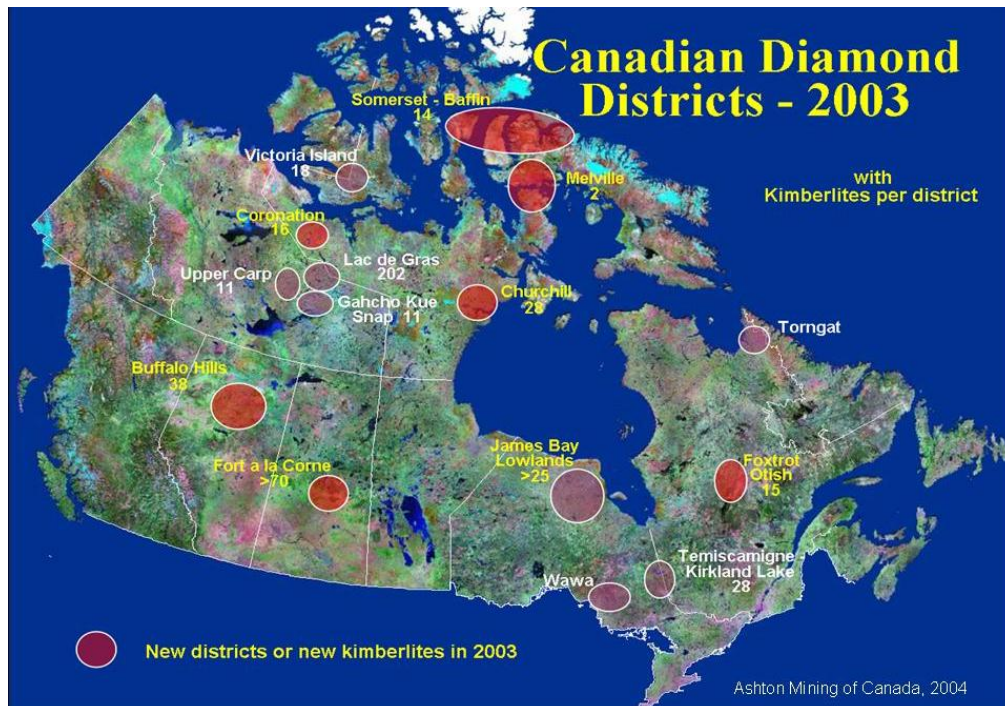 Canadian Diamond
Districts - 2003
Somerset - Baffin
14
Victoria Island
18
Melville
2
with
Kimberlites per district
Coronation
16
Lac de Gras
202
Upper Carp
11
Gahcho Kue
Snap 11
Churchill
28
Torngat
Buffalo Hills
38
James Bay
Lowlands
>25
Fort a la Corne
>70
Foxtrot
Otish
15
Temiscamigne -
Kirkland Lake
28
Wawa
New districts or new kimberlites in 2003
Ashton Mining of Canada, 2004